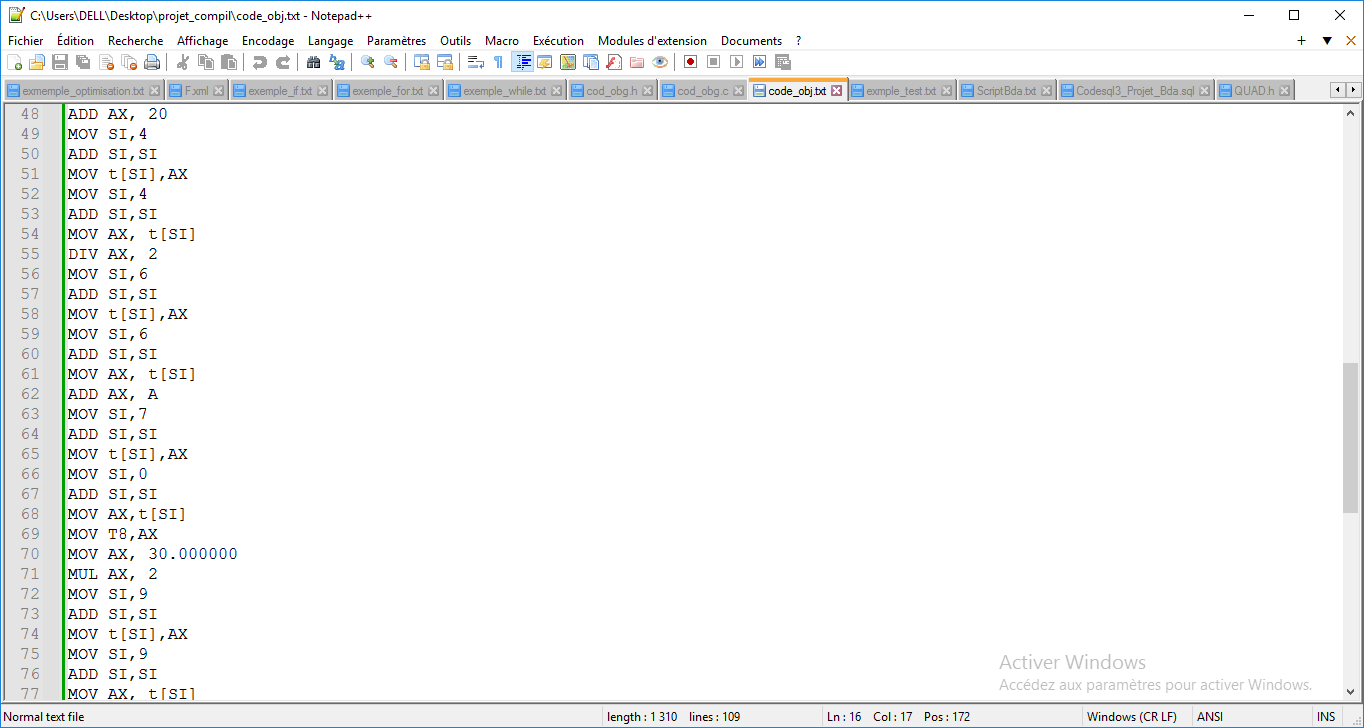 C:\Users\DELL\Desktop\projet_compil\code_obj.txt - Notepad++
Fichier Édition Recherche Affichage Encodage Langage Paramètres Outils Macro Exécution Modules d'extension Documents ?
exmemple_optimisation.txt F.xml exemple_if.txt exemple_for.txt exemple_while.txt cod_obg.h cod_obg.c code_obj.txt exmple_test.txt ScriptBda.txt Codesql3_Projet_Bda.sql QUAD.h
48 ADD AX, 20
49 MOV SI,4
50 ADD SI,SI
51 MOV t[SI],AX
52 MOV SI,4
53 ADD SI,SI
54 MOV AX, t[SI]
55 DIV AX, 2
56 MOV SI,6
57 ADD SI,SI
58 MOV t[SI],AX
59 MOV SI,6
60 ADD SI,SI
61 MOV AX, t[SI]
62 ADD AX, A
63 MOV SI,7
64 ADD SI,SI
65 MOV t[SI],AX
66 MOV SI,0
67 ADD SI,SI
68 MOV AX,t[SI]
69 MOV T8,AX
70 MOV AX, 30.000000
71 MUL AX, 2
72 MOV SI,9
73 ADD SI,SI
74 MOV t[SI],AX
75 MOV SI,9
76 ADD SI,SI
77 MOV AX, t[SI]
Activer Windows
Accédez aux paramètres pour activer Windows.
Normal text file length : 1 310 lines : 109 Ln : 16 Col : 17 Pos : 172 Windows (CR LF) ANSI INS